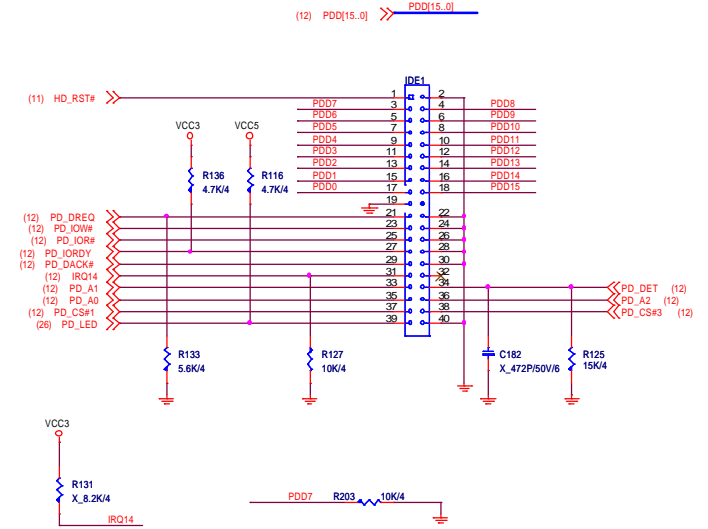 (12) PDD[15..0] PDD[15..0]
IDE1
(11) HD_RST# 1 2
PDD7 3 4 PDD8
PDD6 5 6 PDD9
VCC3 VCC5 PDD5 7 8 PDD10
PDD4 9 10 PDD11
PDD3 11 12 PDD12
R136 R116 PDD2 13 14 PDD13
4.7K/4 4.7K/4 PDD1 15 16 PDD14
PDD0 17 18 PDD15
19
(12) PD_DREQ 21 22
(12) PD_IOW# 23 24
(12) PD_IOR# 25 26
(12) PD_IORDY 27 28
(12) PD_DACK# 29 30
(12) IRQ14 31 32
(12) PD_A1 33 34 PD_DET (12)
(12) PD_A0 35 36 PD_A2 (12)
(12) PD_CS#1 37 38 PD_CS#3 (12)
(26) PD_LED 39 40
R133 R127 C182 R125
5.6K/4 10K/4 X_472P/50V/6 15K/4
VCC3
R131
X_8.2K/4
PDD7 R203 10K/4
IRQ14